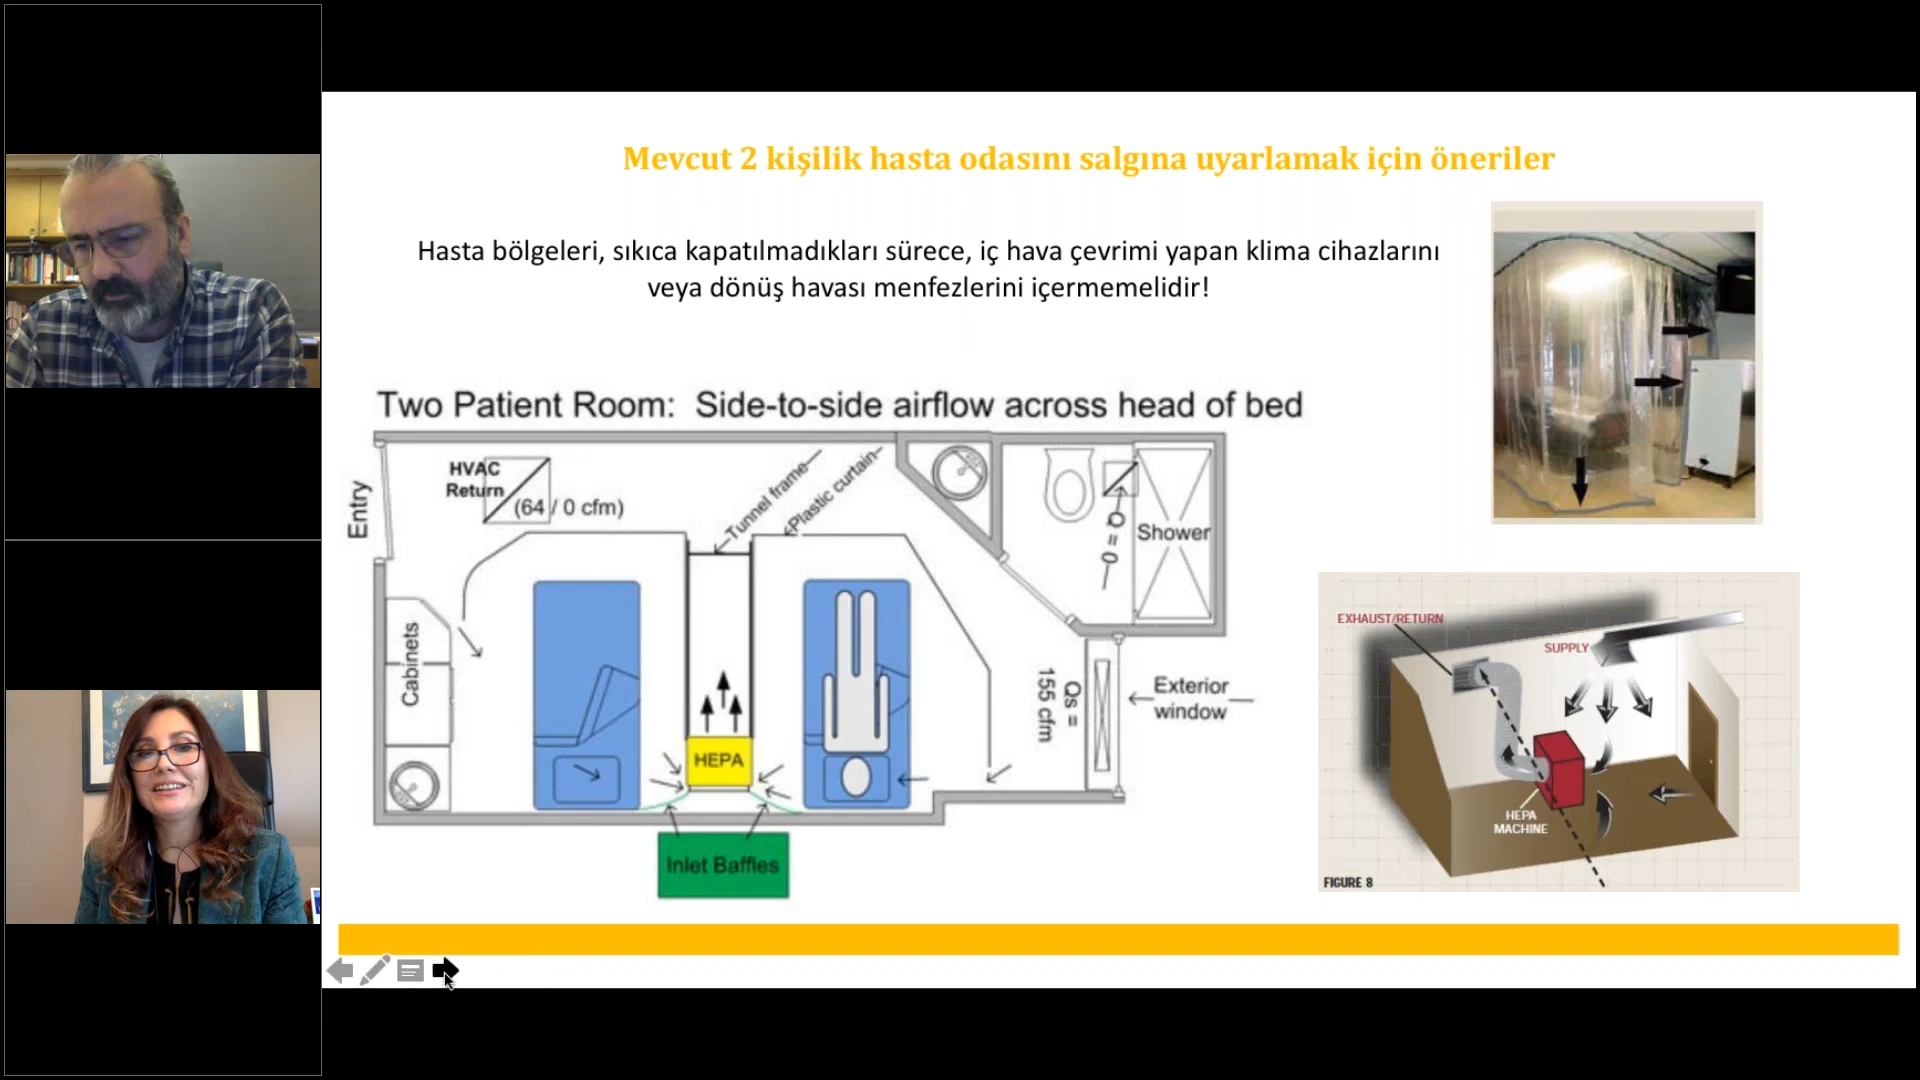 Mevcut 2 kişilik hasta odasını salgına uyarlamak için öneriler
Hasta bölgeleri, sıkıca kapatılmadıkları sürece, iç hava çevrimi yapan klima cihazlarını
veya dönüş havası menfezlerini içermemelidir!
Two Patient Room: Side-to-side airflow across head of bed
Entry
HVAC
Return
(64 / 0 cfm)
Tunnel frame
Plastic curtain
Q = 0
Shower
Cabinets
HEPA
Qs =
155 cfm
Exterior
window
Inlet Baffles
EXHAUST/RETURN
SUPPLY
HEPA
MACHINE
FIGURE 8